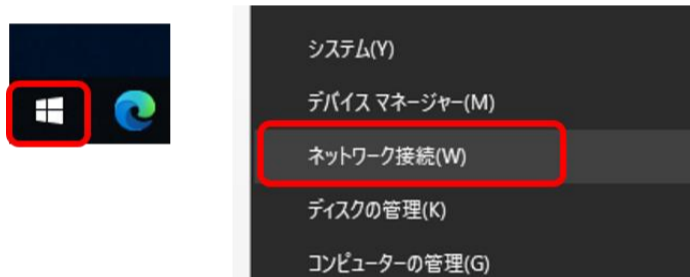 システム(Y)
デバイス マネージャー(M)
ネットワーク接続(W)
ディスクの管理(K)
コンピューターの管理(G)